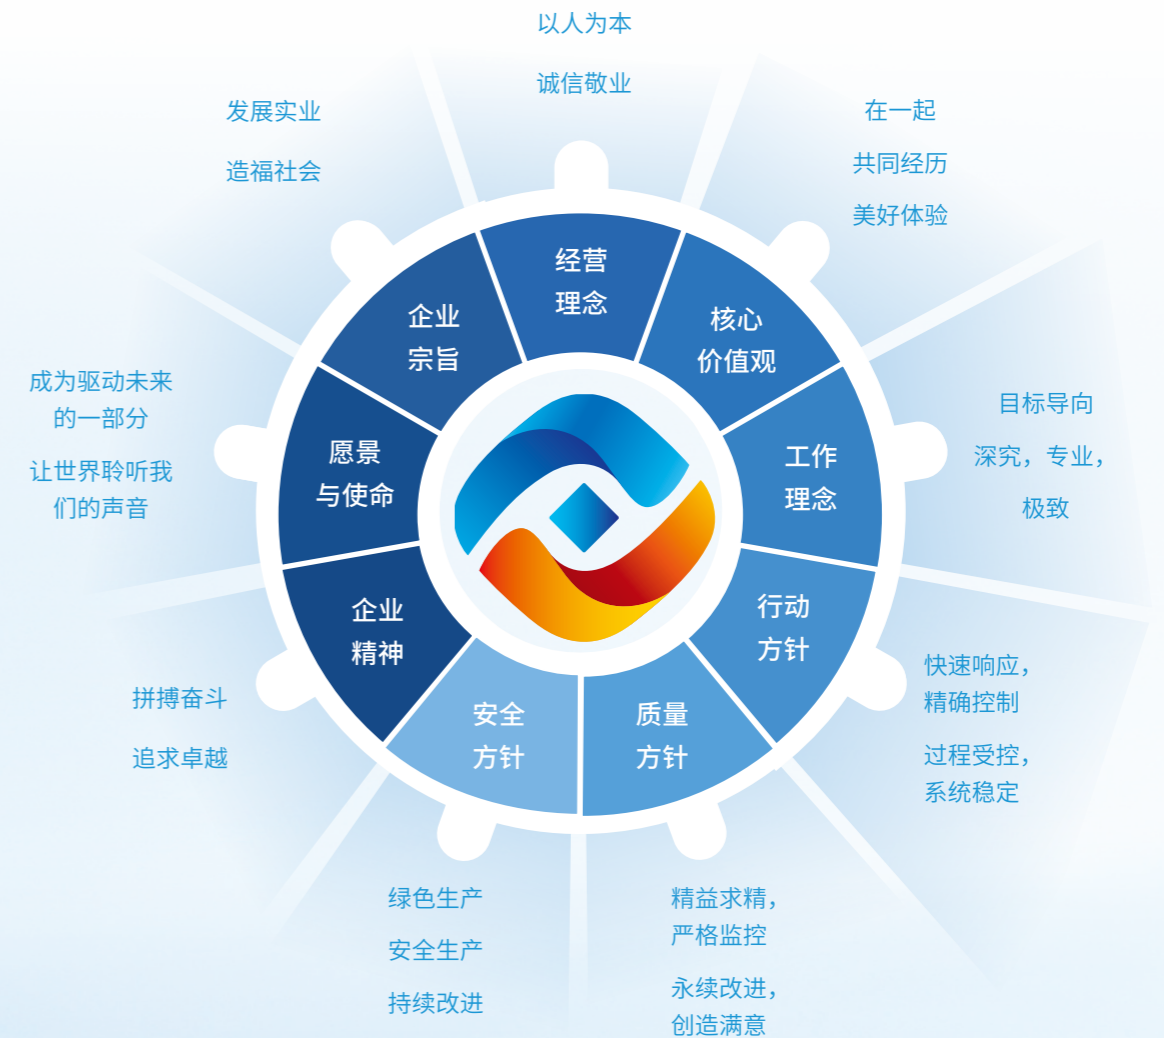 以人为本
诚信敬业
经营
理念
在一起
共同经历
美好体验
核心
价值观
目标导向
深究，专业，
极致
工作
理念
快速响应，
精确控制
过程受控，
系统稳定
行动
方针
精益求精，
严格监控
永续改进，
创造满意
质量
方针
绿色生产
安全生产
持续改进
安全
方针
拼搏奋斗
追求卓越
企业
精神
成为驱动未来
的一部分
让世界聆听我
们的声音
愿景
与使命
发展实业
造福社会
企业
宗旨